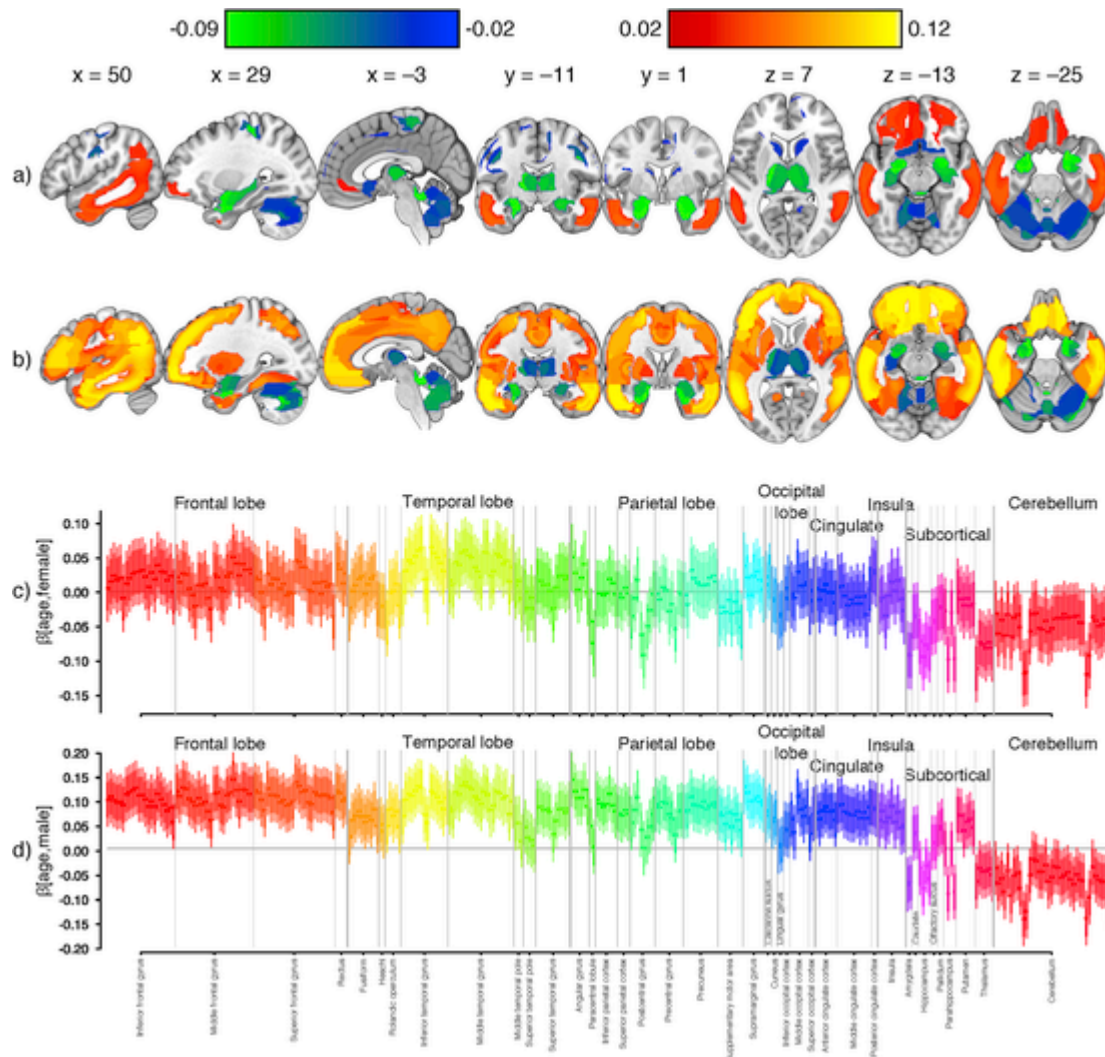 -0.09 -0.02 0.02 0.12
x = 50 x = 29 x = –3 y = –11 y = 1 z = 7 z = –13 z = –25
a)
b)
Frontal lobe Temporal lobe Parietal lobe Occipital lobe Cingulate Insula Subcortical Cerebellum
c)
β[age,female]
0.10
0.05
0.00
-0.05
-0.10
-0.15
Frontal lobe Temporal lobe Parietal lobe Occipital lobe Cingulate Insula Subcortical Cerebellum
d)
β[age,male]
0.20
0.15
0.10
0.05
0.00
-0.05
-0.10
-0.15
-0.20
Calcarine sulcus
Lingual gyrus
Caudate
Olfactory sulcus
Inferior frontal gyrus
Middle frontal gyrus
Superior frontal gyrus
Rectus
Fusiform
Heschl
Rolandic operculum
Inferior temporal gyrus
Middle temporal gyrus
Middle temporal pole
Superior temporal pole
Superior temporal gyrus
Angular gyrus
Paracentral lobule
Inferior parietal cortex
Superior parietal cortex
Postcentral gyrus
Precentral gyrus
Precuneus
upplementary motor area
Supramarginal gyrus
Cuneus
Inferior occipital cortex
Middle occipital cortex
Superior occipital cortex
Anterior cingulate cortex
Middle cingulate cortex
Posterior cingulate cortex
Insula
Amygdala
Hippocampus
Pallidum
Parahippocampus
Putamen
Thalamus
Cerebellum